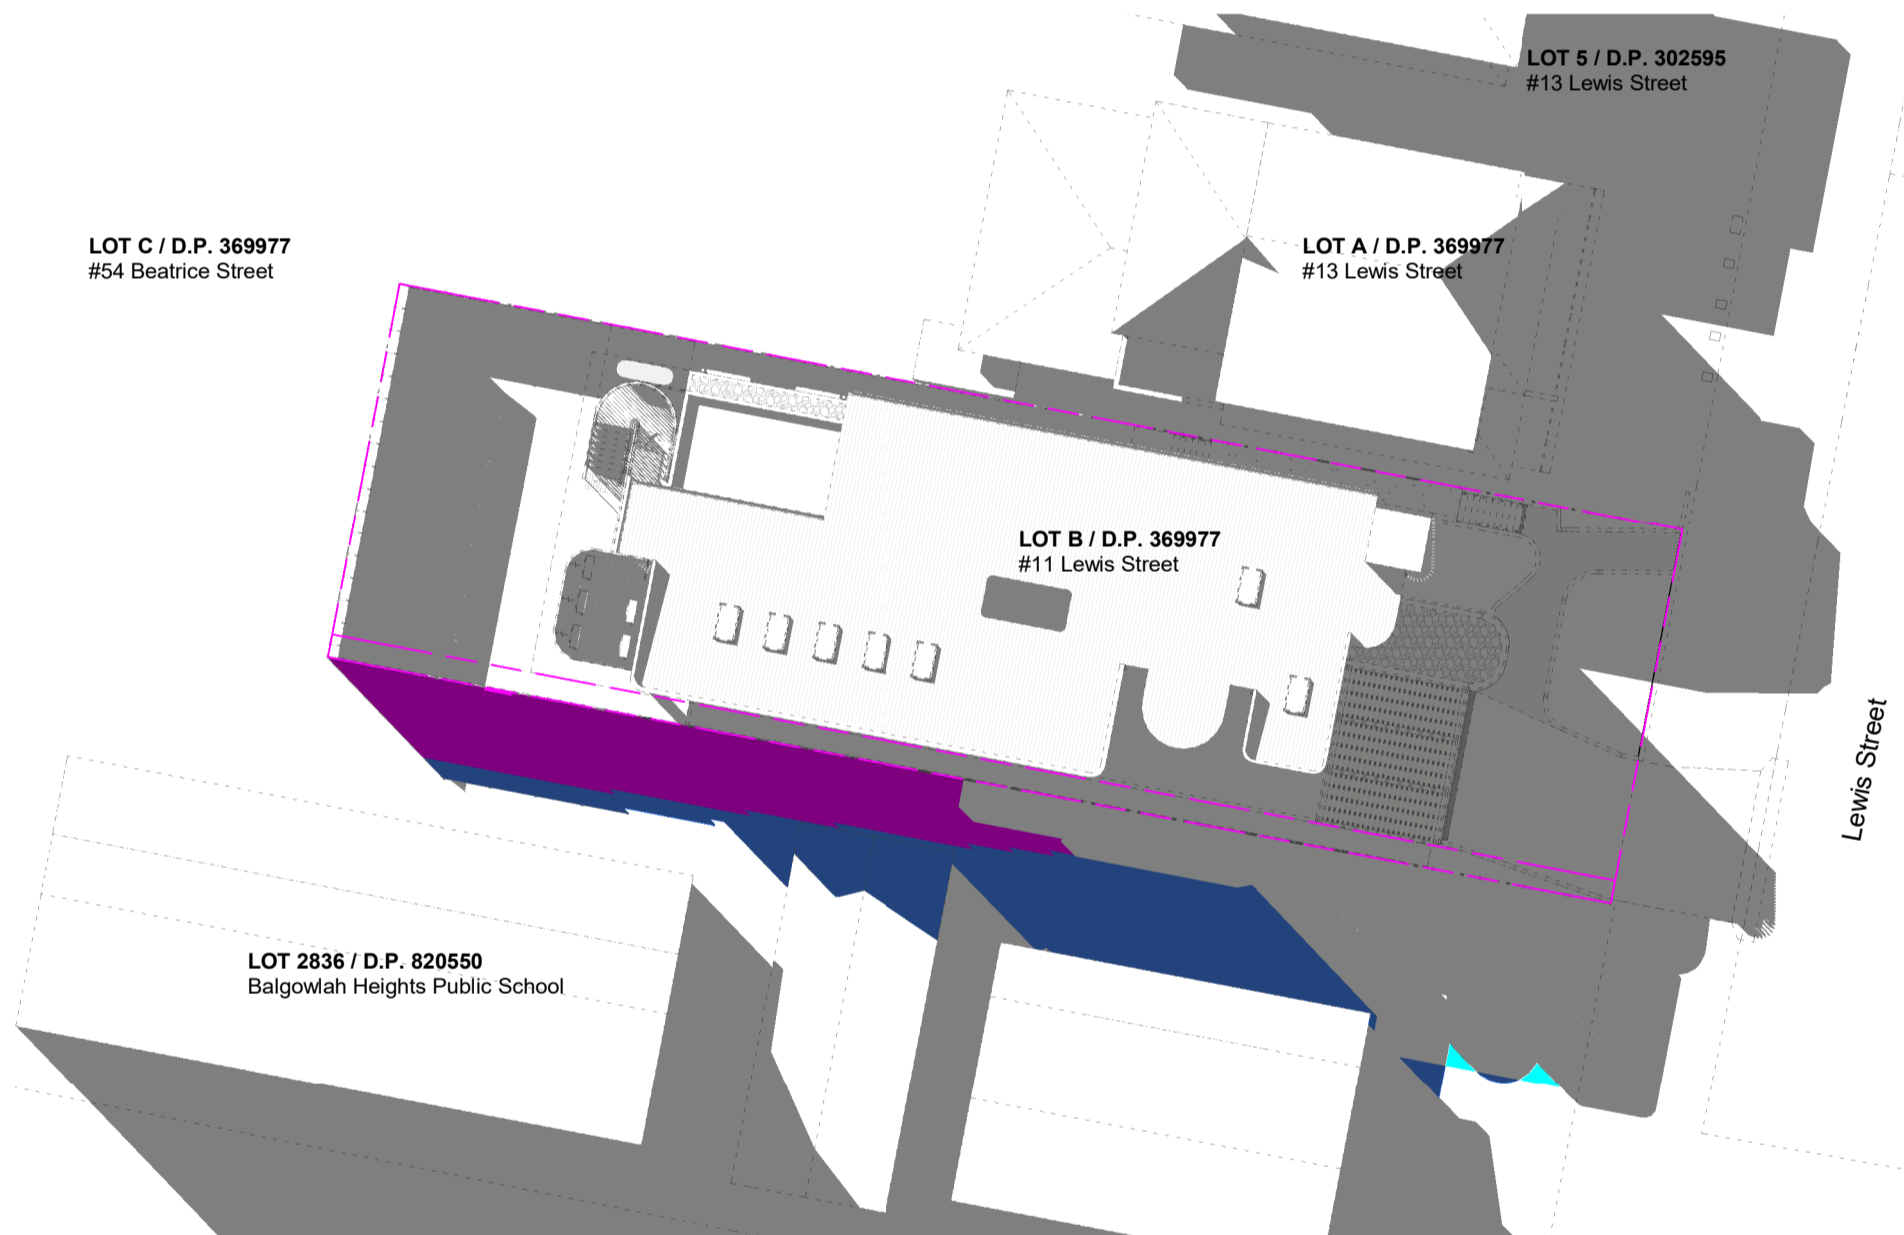 LOT 5 / D.P. 302595
#13 Lewis Street
LOT C / D.P. 369977
#54 Beatrice Street
LOT A / D.P. 369977
#13 Lewis Street
LOT B / D.P. 369977
#11 Lewis Street
Lewis Street
LOT 2836 / D.P. 820550
Balgowlah Heights Public School